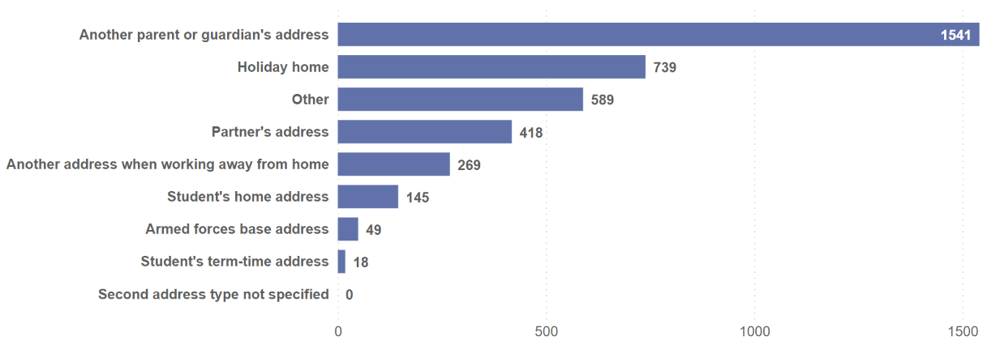 Another parent or guardian's address 1541
Holiday home 739
Other 589
Partner's address 418
Another address when working away from home 269
Student's home address 145
Armed forces base address 49
Student's term-time address 18
Second address type not specified 0
0 500 1000 1500